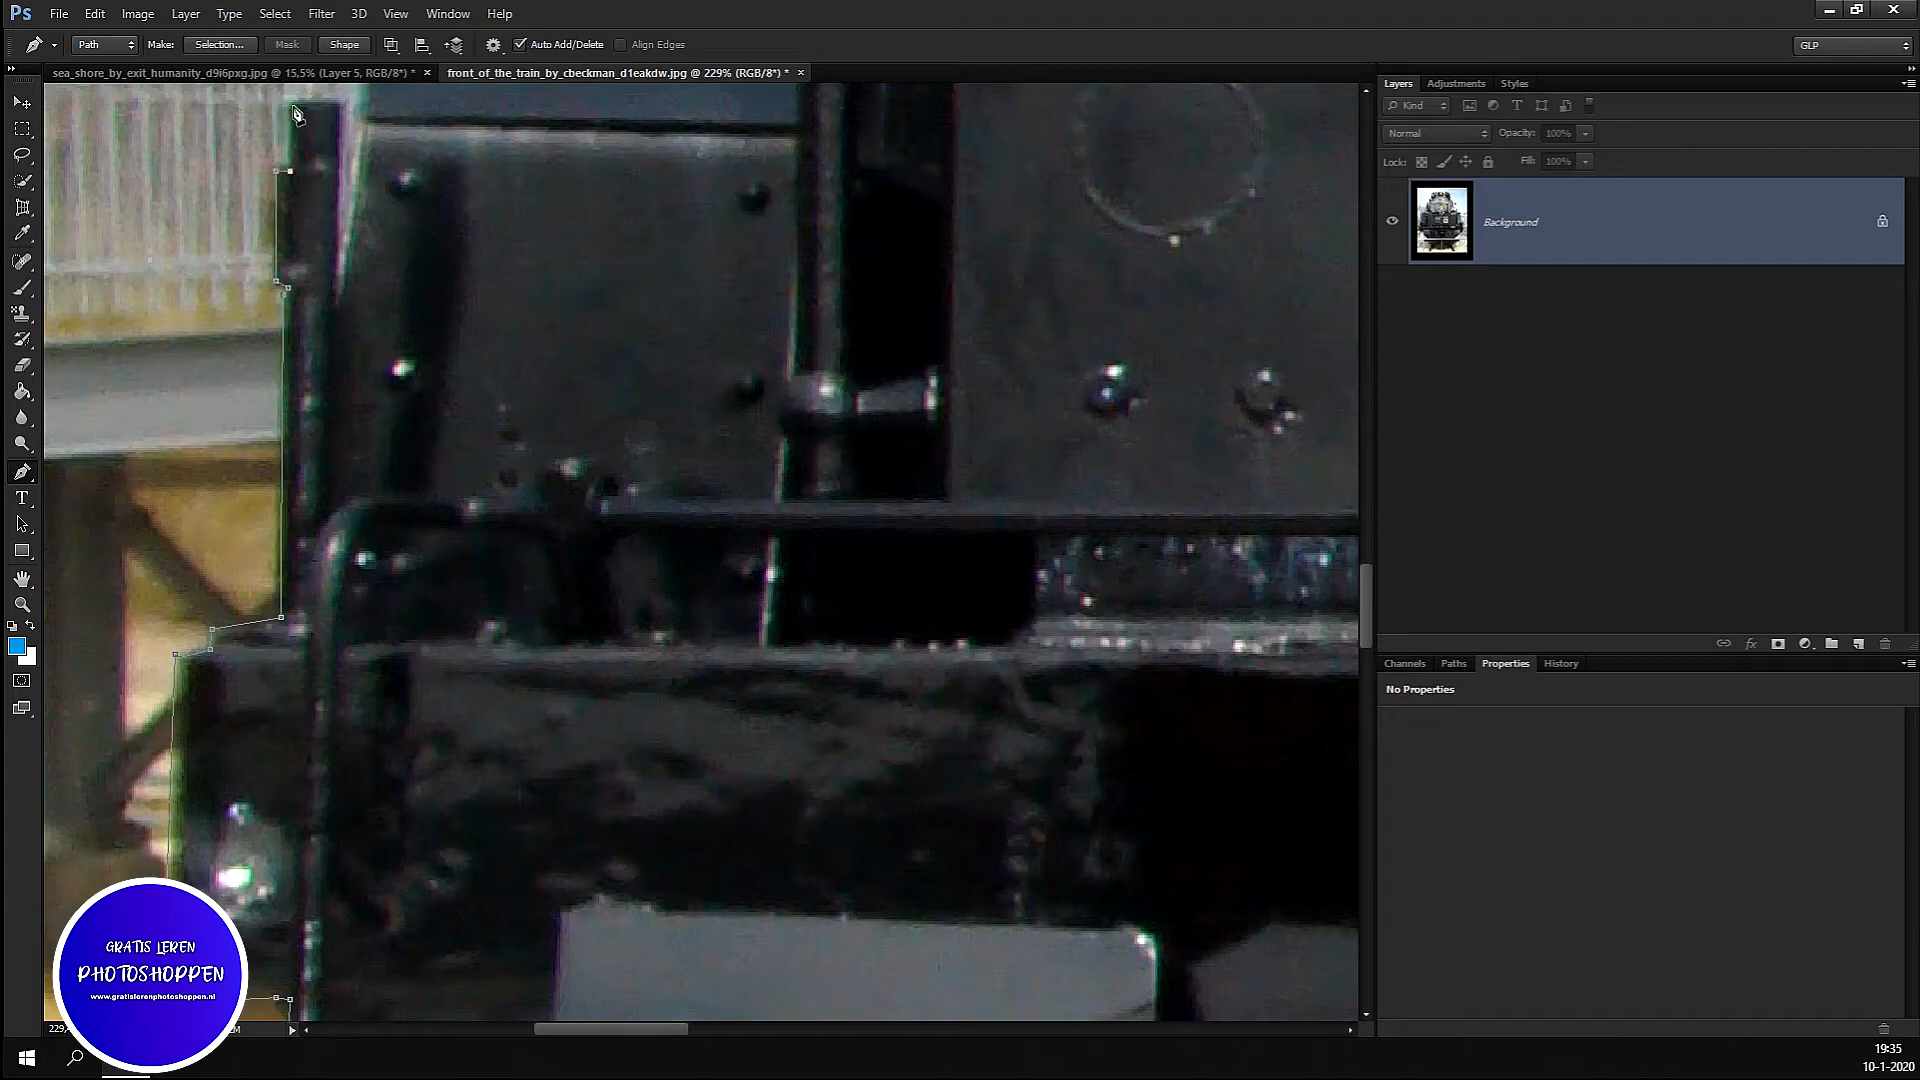 Ps File Edit Image Layer Type Select Filter 3D View Window Help
Path Make: Selection... Mask Shape Auto Add/Delete Align Edges GLP
sea_shore_by_exit_humanity_d9i6pxg.jpg @ 15,5% (Layer 5, RGB/8*) * × front_of_the_train_by_cbeckman_d1eakdw.jpg @ 229% (RGB/8*) * ×
Layers Adjustments Styles
Kind
Normal Opacity: 100%
Lock: Fill: 100%
Background
Channels Paths Properties History
No Properties
GRATIS LEREN
PHOTOSHOPPEN
www.gratislerenphotoshoppen.nl
19:35
10-1-2020